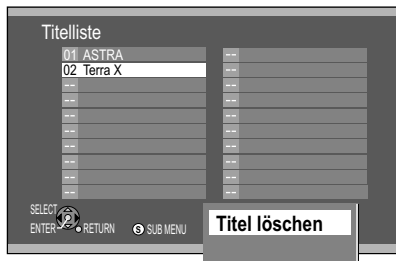 Titelliste
01 ASTRA --
02 Terra X --
-- --
-- --
-- --
-- --
-- --
-- --
-- --
-- --
SELECT
ENTER RETURN S SUB MENU
Titel löschen